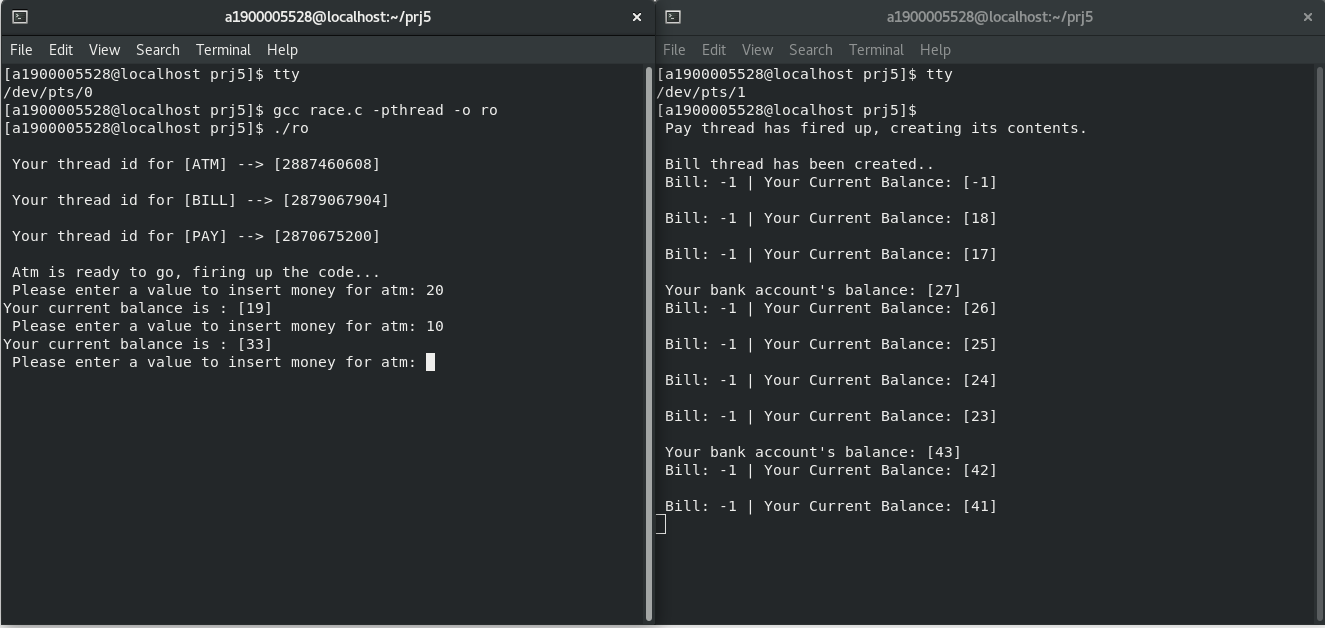 a1900005528@localhost:~/prj5
File Edit View Search Terminal Help
[a1900005528@localhost prj5]$ tty
/dev/pts/0
[a1900005528@localhost prj5]$ gcc race.c -pthread -o ro
[a1900005528@localhost prj5]$ ./ro
Your thread id for [ATM] --> [2887460608]
Your thread id for [BILL] --> [2879067904]
Your thread id for [PAY] --> [2870675200]
Atm is ready to go, firing up the code...
Please enter a value to insert money for atm: 20
Your current balance is : [19]
Please enter a value to insert money for atm: 10
Your current balance is : [33]
Please enter a value to insert money for atm:
a1900005528@localhost:~/prj5
File Edit View Search Terminal Help
[a1900005528@localhost prj5]$ tty
/dev/pts/1
[a1900005528@localhost prj5]$
Pay thread has fired up, creating its contents.
Bill thread has been created..
Bill: -1 | Your Current Balance: [-1]
Bill: -1 | Your Current Balance: [18]
Bill: -1 | Your Current Balance: [17]
Your bank account's balance: [27]
Bill: -1 | Your Current Balance: [26]
Bill: -1 | Your Current Balance: [25]
Bill: -1 | Your Current Balance: [24]
Bill: -1 | Your Current Balance: [23]
Your bank account's balance: [43]
Bill: -1 | Your Current Balance: [42]
Bill: -1 | Your Current Balance: [41]